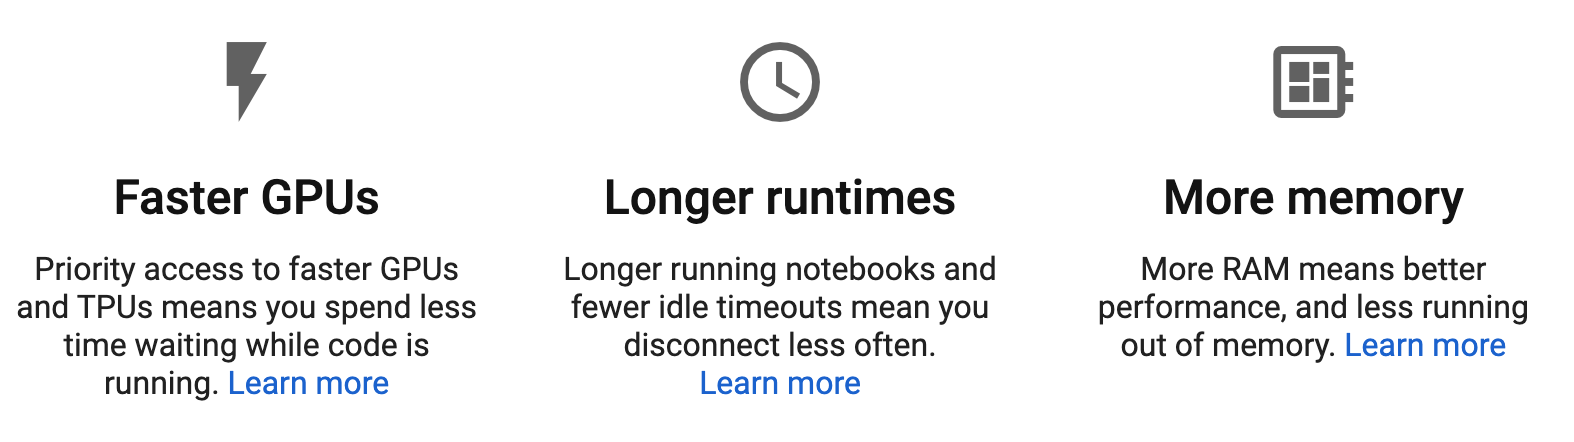 Faster GPUs
Priority access to faster GPUs
and TPUs means you spend less
time waiting while code is
running. Learn more
Longer runtimes
Longer running notebooks and
fewer idle timeouts mean you
disconnect less often.
Learn more
More memory
More RAM means better
performance, and less running
out of memory. Learn more